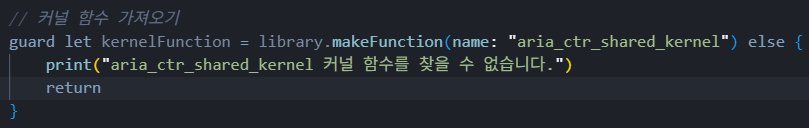 // 커널 함수 가져오기
guard let kernelFunction = library.makeFunction(name: "aria_ctr_shared_kernel") else {
    print("aria_ctr_shared_kernel 커널 함수를 찾을 수 없습니다.")
    return
}